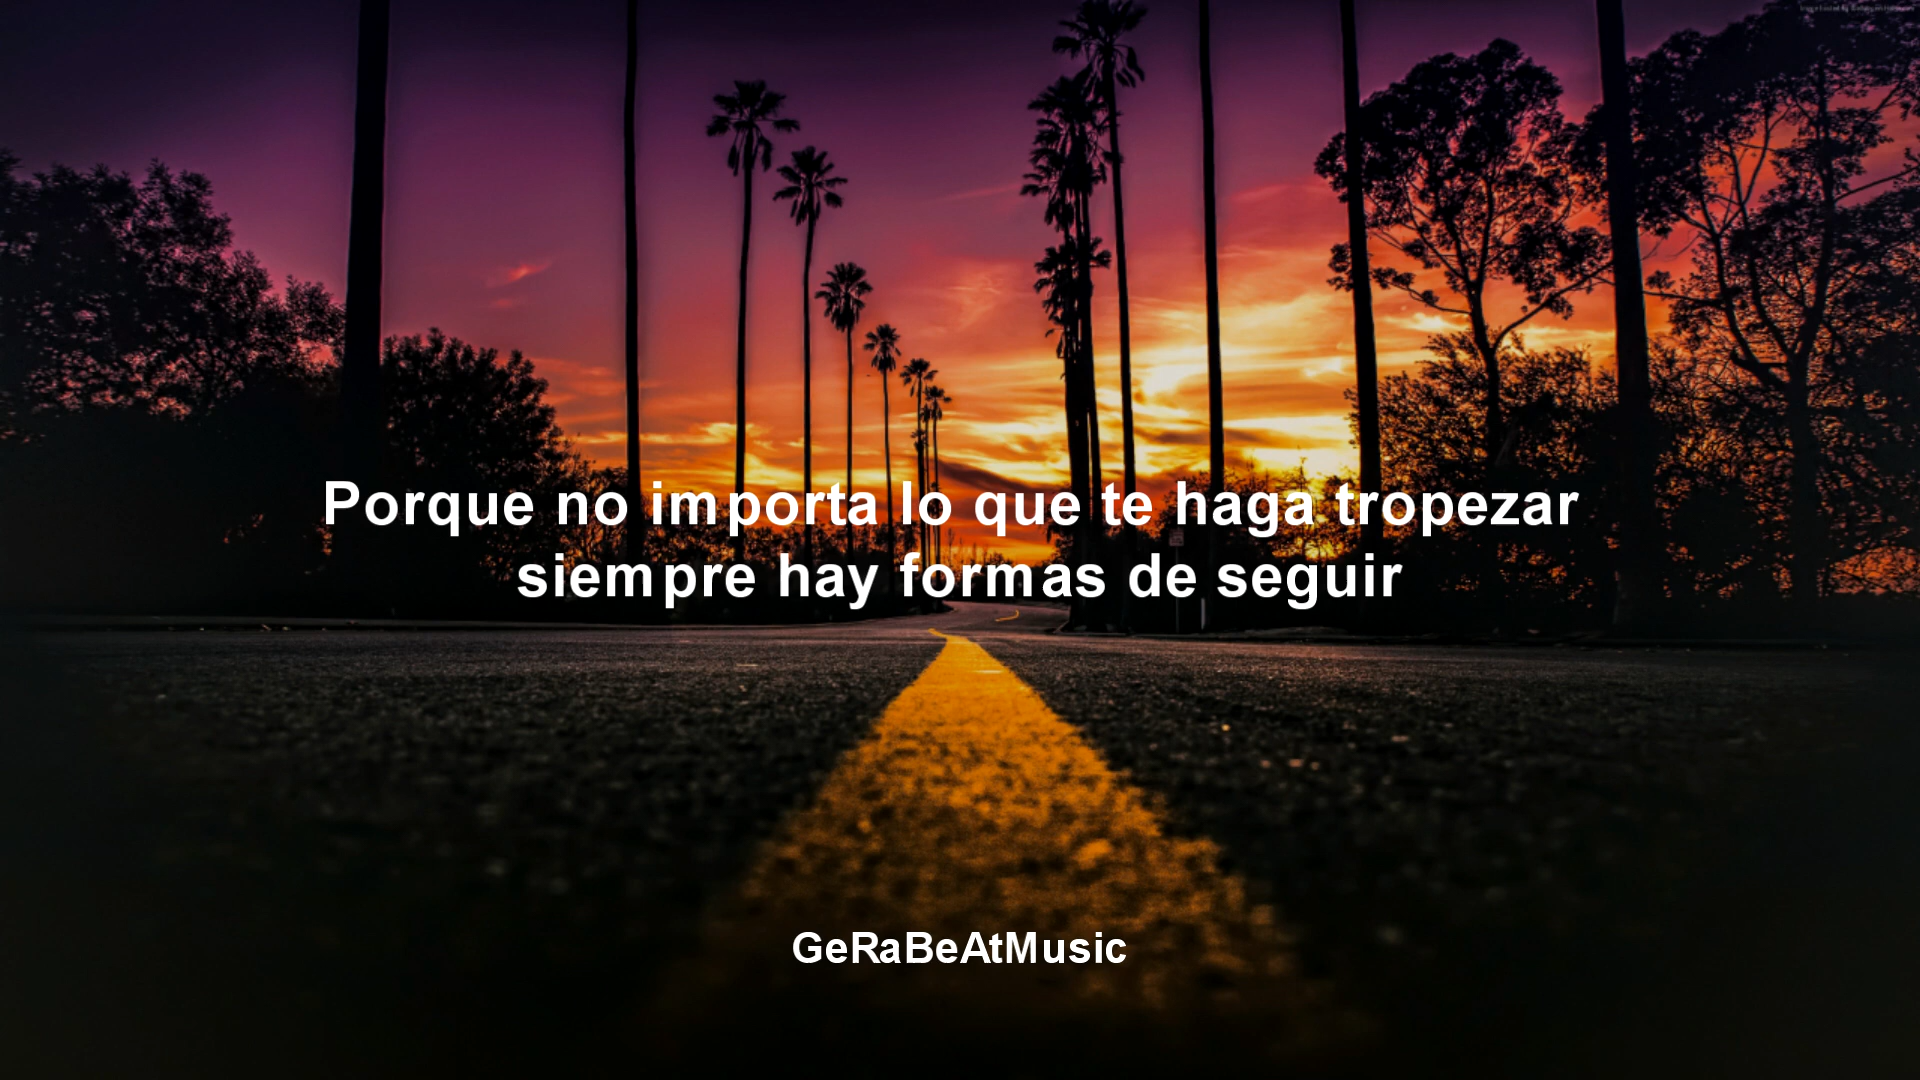 Porque no importa lo que te haga tropezar
siempre hay formas de seguir
GeRaBeAtMusic